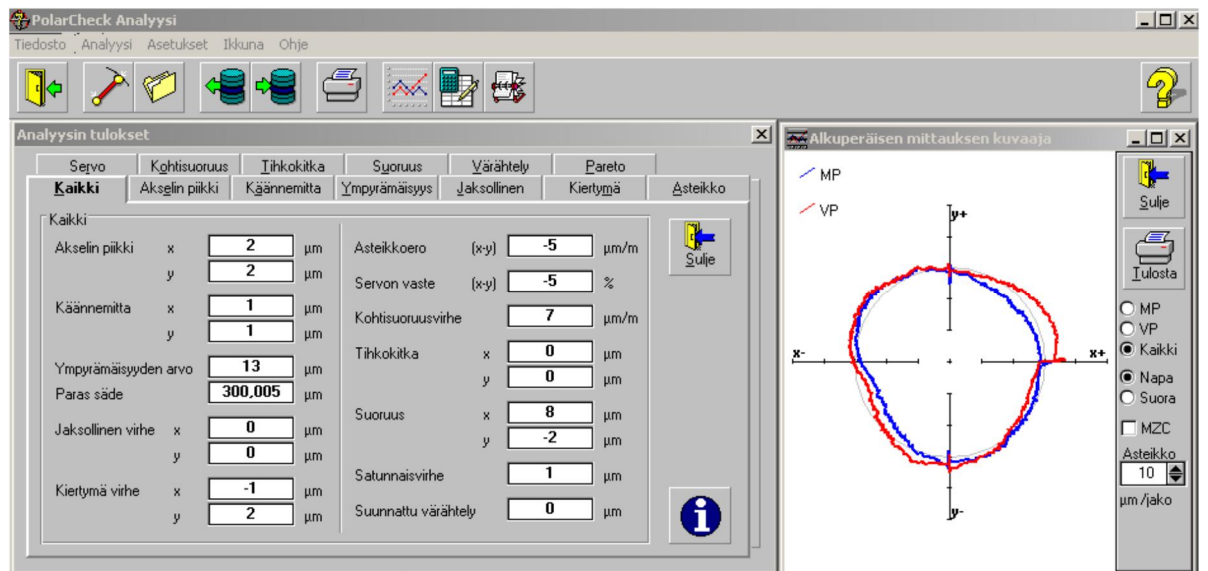 PolarCheck Analyysi
Tiedosto Analyysi Asetukset Ikkuna Ohje
Analyysin tulokset
Servo Kohtisuoruus Tihkokitka Suoruus Värähtely Pareto
Kaikki Akselin piikki Käännemitta Ympyrämäisyys Jaksollinen Kiertymä Asteikko
Kaikki
Akselin piikki x 2 µm
y 2 µm
Käännemitta x 1 µm
y 1 µm
Ympyrämäisyyden arvo 13 µm
Paras säde 300,005 µm
Jaksollinen virhe x 0 µm
y 0 µm
Kiertymä virhe x -1 µm
y 2 µm
Asteikkoero (x-y) -5 µm/m
Servon vaste (x-y) -5 %
Kohtisuoruusvirhe 7 µm/m
Tihkokitka x 0 µm
y 0 µm
Suoruus x 8 µm
y -2 µm
Satunnaisvirhe 1 µm
Suunnattu värähtely 0 µm
Sulje
Alkuperäisen mittauksen kuvaaja
MP
VP
y+
x-
x+
y-
Sulje
Tulosta
MP
VP
Kaikki
Napa
Suora
MZC
Asteikko
10
µm /jako